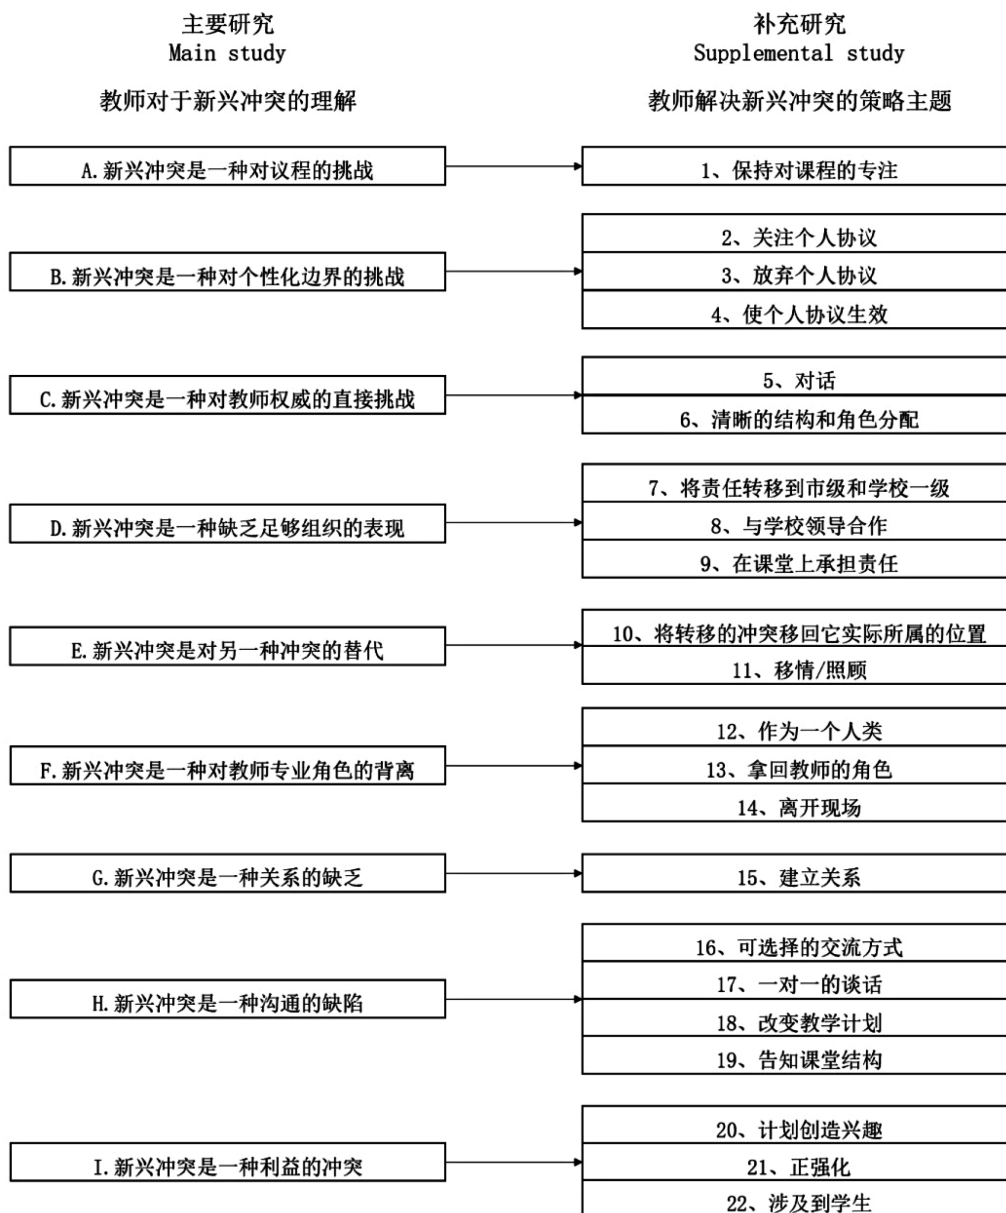 主要研究
Main study
补充研究
Supplemental study
教师对于新兴冲突的理解
教师解决新兴冲突的策略主题
A.新兴冲突是一种对议程的挑战
1、保持对课程的专注
B.新兴冲突是一种对个性化边界的挑战
2、关注个人协议
3、放弃个人协议
4、使个人协议生效
C.新兴冲突是一种对教师权威的直接挑战
5、对话
6、清晰的结构和角色分配
D.新兴冲突是一种缺乏足够组织的表现
7、将责任转移到市级和学校一级
8、与学校领导合作
9、在课堂上承担责任
E.新兴冲突是对另一种冲突的替代
10、将转移的冲突移回它实际所属的位置
11、移情/照顾
F.新兴冲突是一种对教师专业角色的背离
12、作为一个人类
13、拿回教师的角色
14、离开现场
G.新兴冲突是一种关系的缺乏
15、建立关系
H.新兴冲突是一种沟通的缺陷
16、可选择的交流方式
17、一对一的谈话
18、改变教学计划
19、告知课堂结构
I.新兴冲突是一种利益的冲突
20、计划创造兴趣
21、正强化
22、涉及到学生